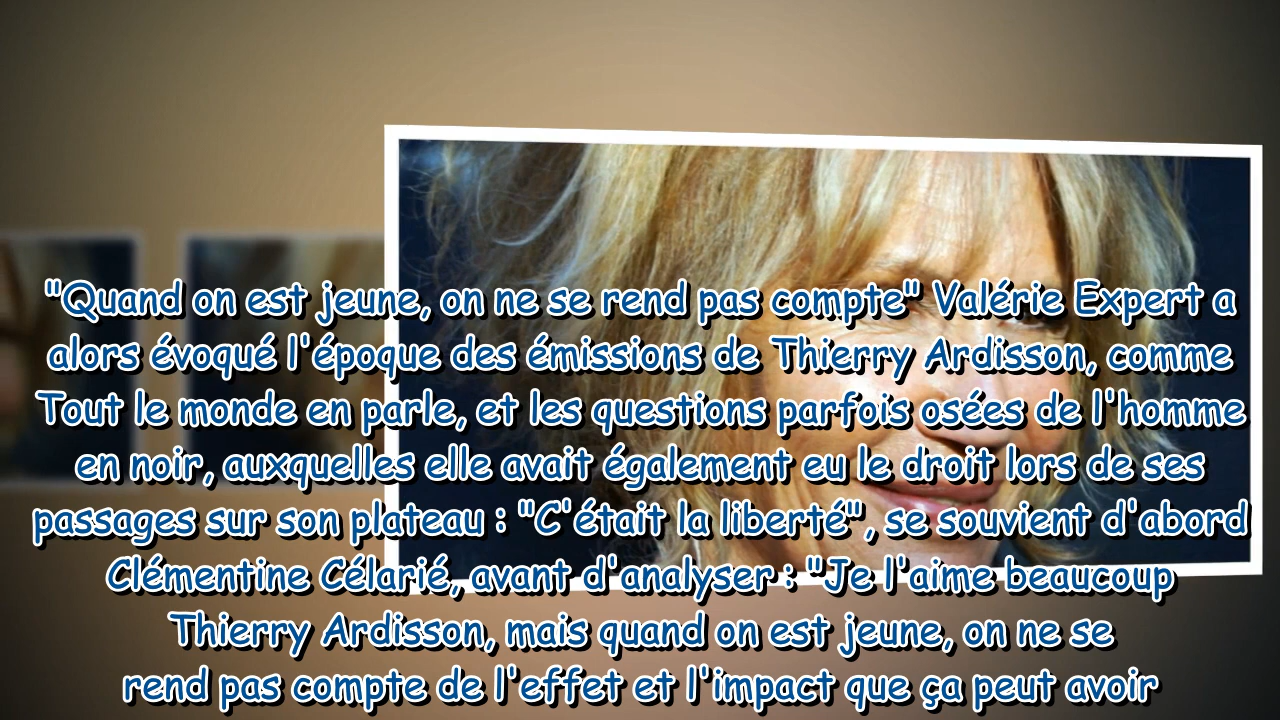 "Quand on est jeune, on ne se rend pas compte" Valérie Expert a
alors évoqué l'époque des émissions de Thierry Ardisson, comme
Tout le monde en parle, et les questions parfois osées de l'homme
en noir, auxquelles elle avait également eu le droit lors de ses
passages sur son plateau : "C'était la liberté", se souvient d'abord
Clémentine Célarié, avant d'analyser : "Je l'aime beaucoup
Thierry Ardisson, mais quand on est jeune, on ne se
rend pas compte de l'effet et l'impact que ça peut avoir